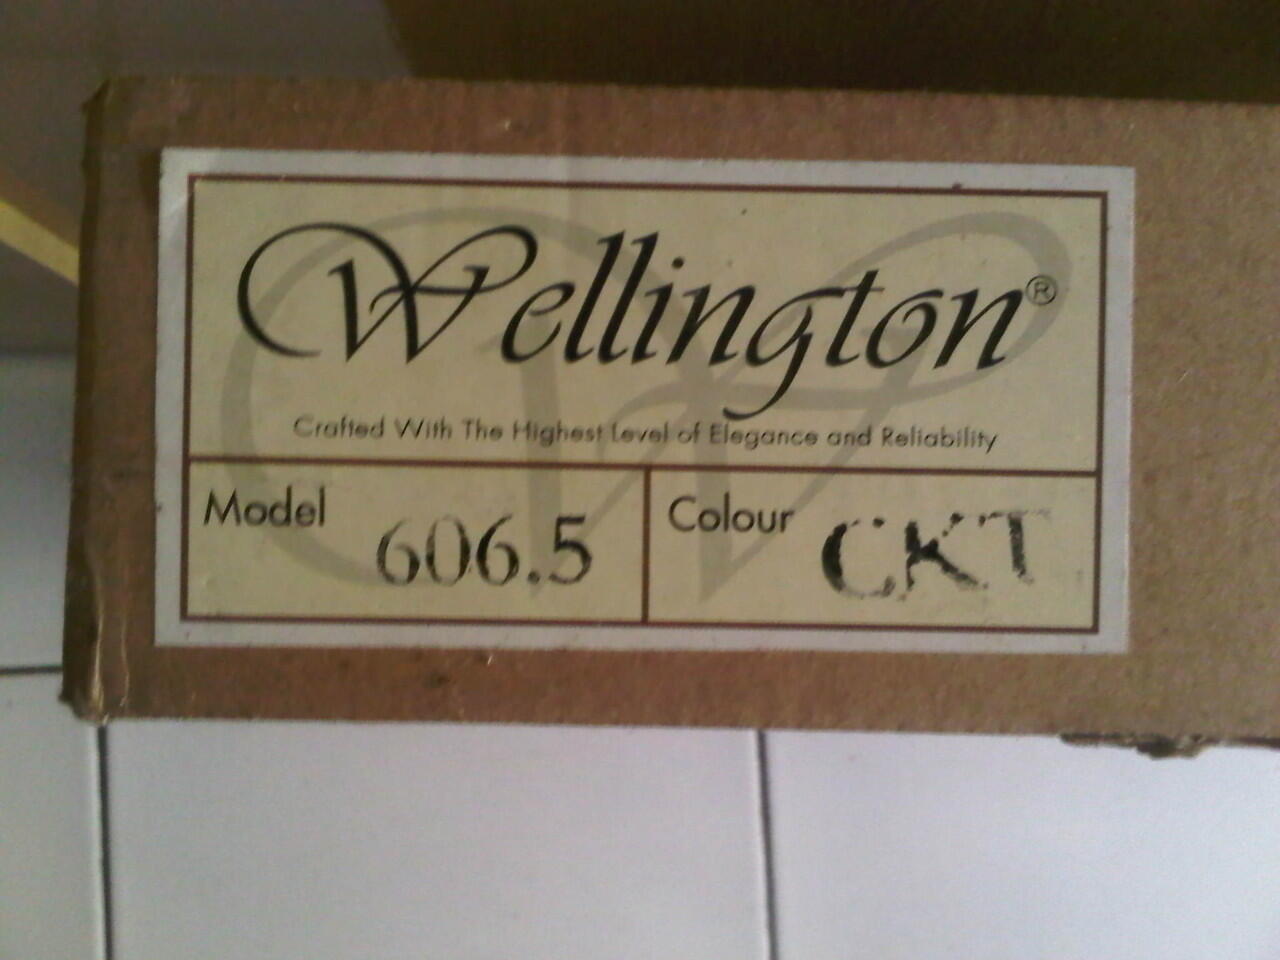 Wellington®
Crafted With The Highest Level of Elegance and Reliability
Model 606.5
Colour CKT